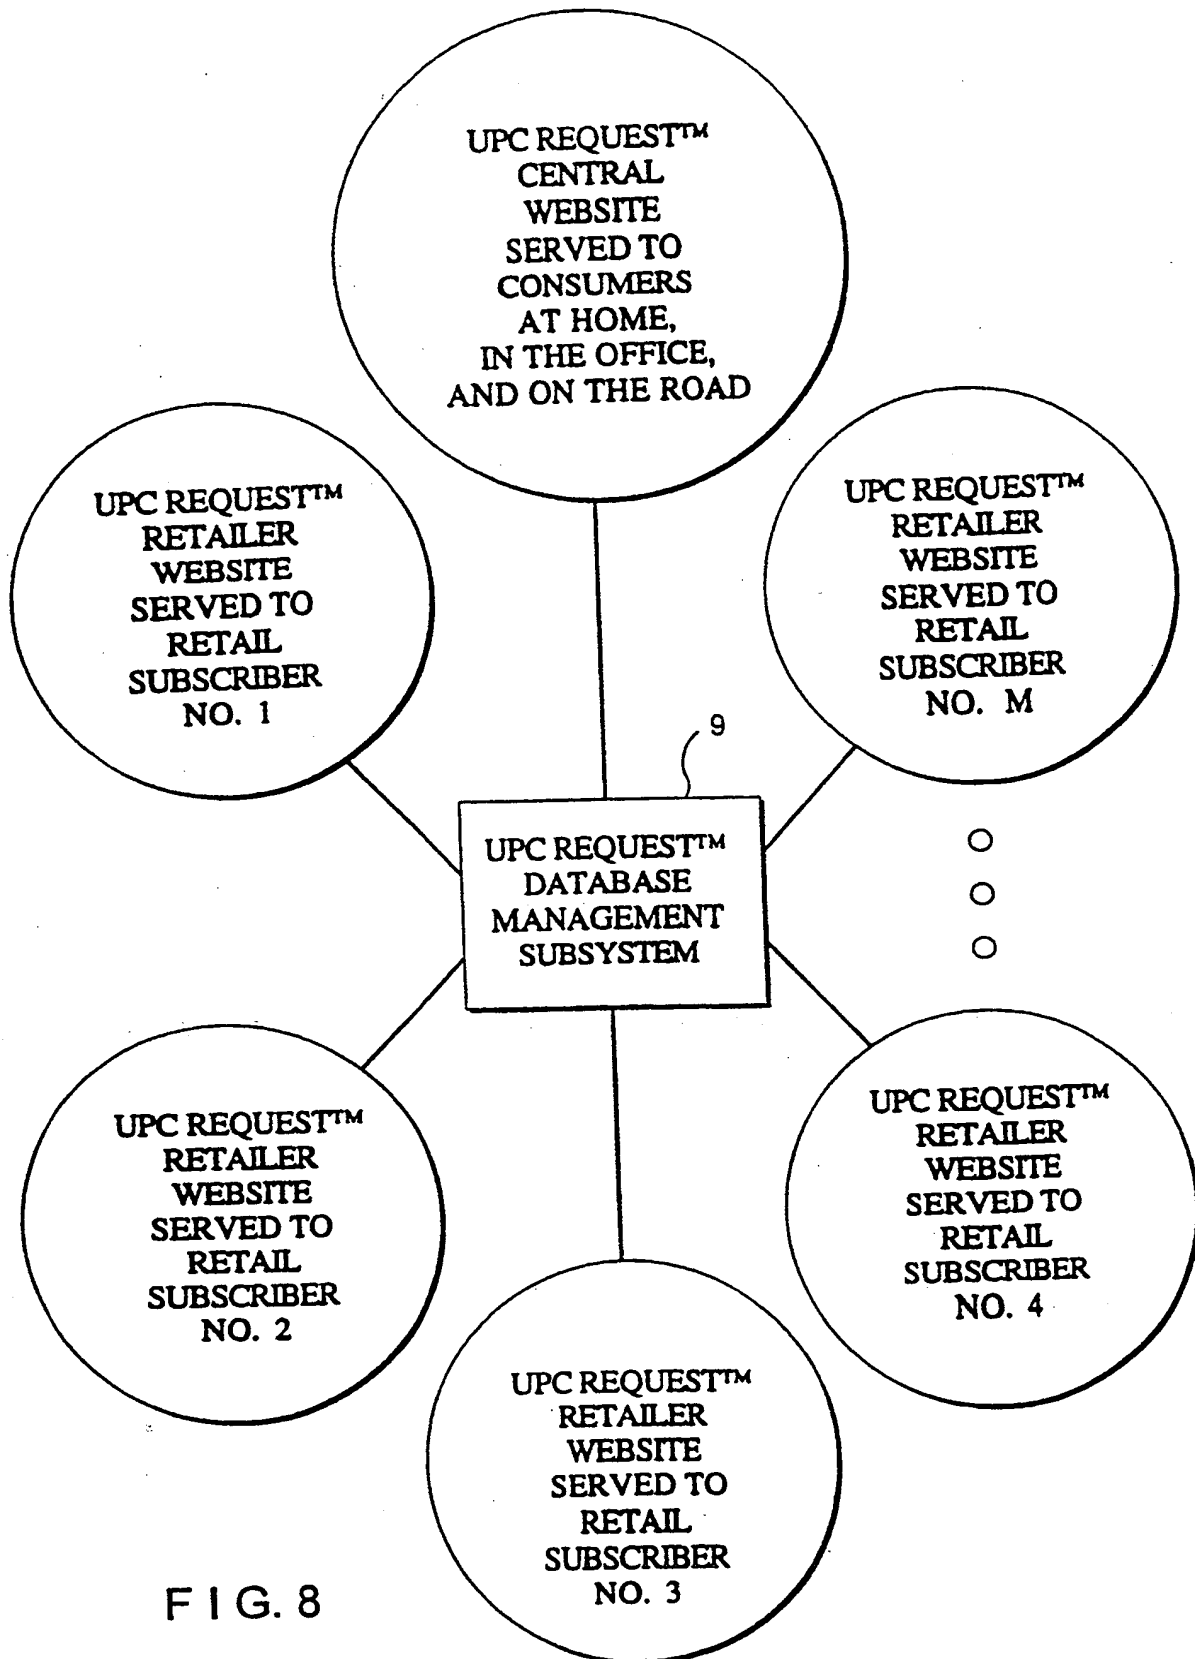 UPC REQUEST™
CENTRAL
WEBSITE
SERVED TO
CONSUMERS
AT HOME,
IN THE OFFICE,
AND ON THE ROAD
UPC REQUEST™
RETAILER
WEBSITE
SERVED TO
RETAIL
SUBSCRIBER
NO. 1
UPC REQUEST™
RETAILER
WEBSITE
SERVED TO
RETAIL
SUBSCRIBER
NO. M
9
UPC REQUEST™
DATABASE
MANAGEMENT
SUBSYSTEM
UPC REQUEST™
RETAILER
WEBSITE
SERVED TO
RETAIL
SUBSCRIBER
NO. 2
UPC REQUEST™
RETAILER
WEBSITE
SERVED TO
RETAIL
SUBSCRIBER
NO. 4
UPC REQUEST™
RETAILER
WEBSITE
SERVED TO
RETAIL
SUBSCRIBER
NO. 3
FIG. 8